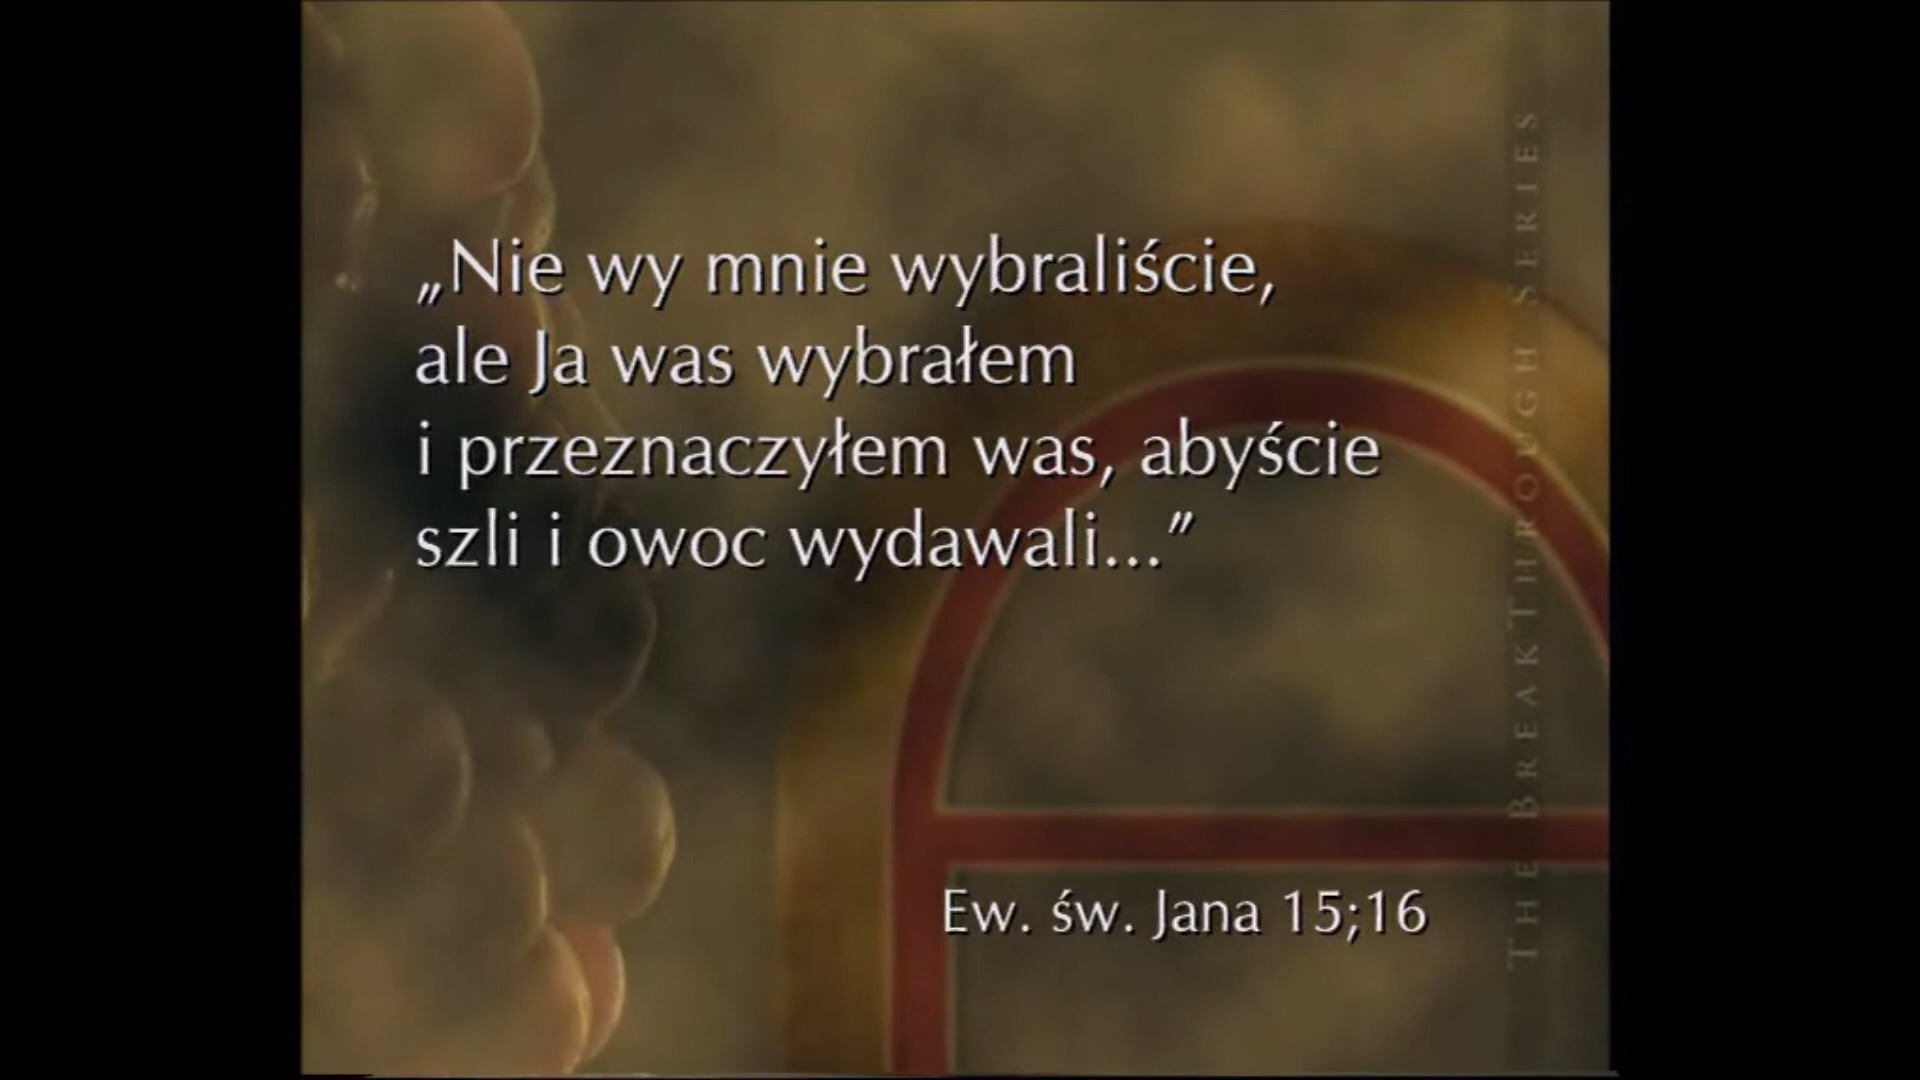 „Nie wy mnie wybraliście,
ale Ja was wybrałem
i przeznaczyłem was, abyście
szli i owoc wydawali...”
Ew. św. Jana 15;16
THE BREAKTHROUGH SERIES